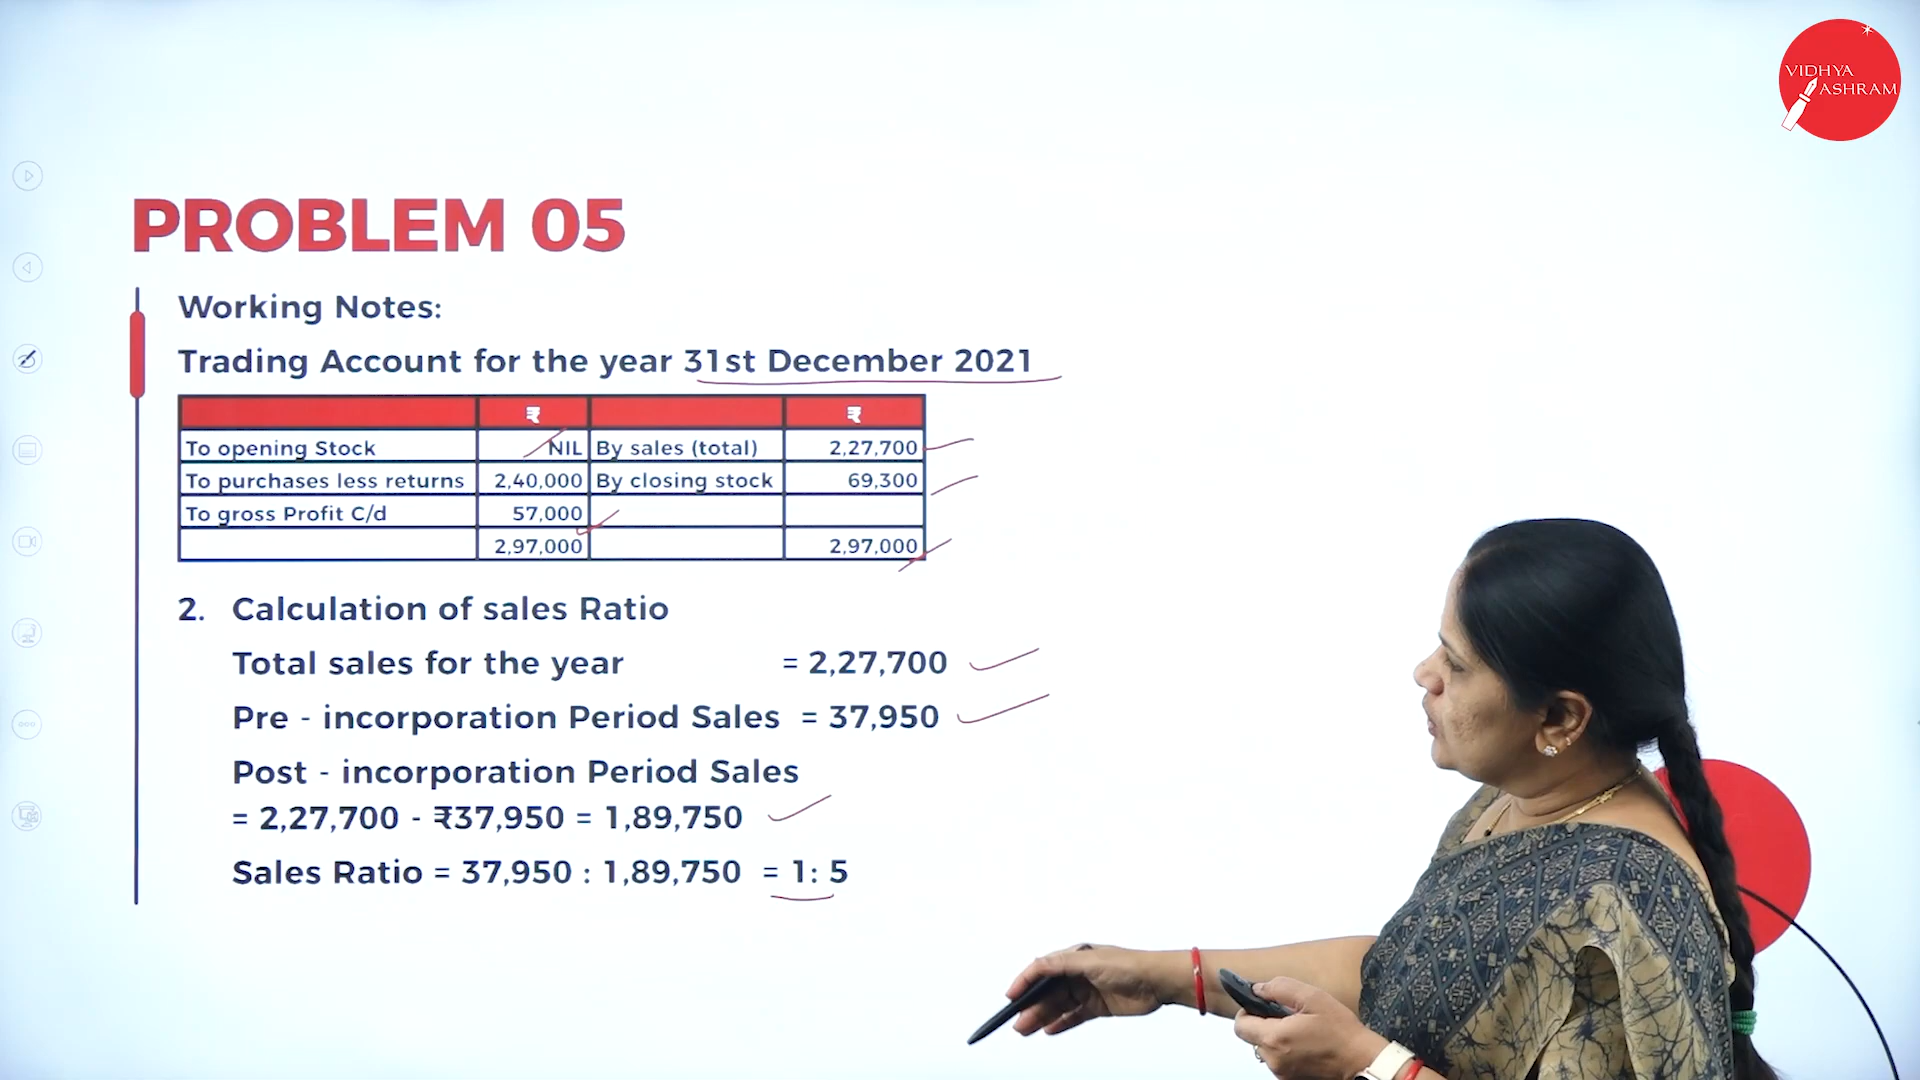 VIDHYA
ASHRAM
PROBLEM 05
Working Notes:
Trading Account for the year 31st December 2021
₹ ₹
To opening Stock NIL By sales (total) 2,27,700
To purchases less returns 2,40,000 By closing stock 69,300
To gross Profit C/d 57,000
2,97,000 2,97,000
2. Calculation of sales Ratio
Total sales for the year = 2,27,700
Pre - incorporation Period Sales = 37,950
Post - incorporation Period Sales
= 2,27,700 - ₹37,950 = 1,89,750
Sales Ratio = 37,950 : 1,89,750 = 1: 5